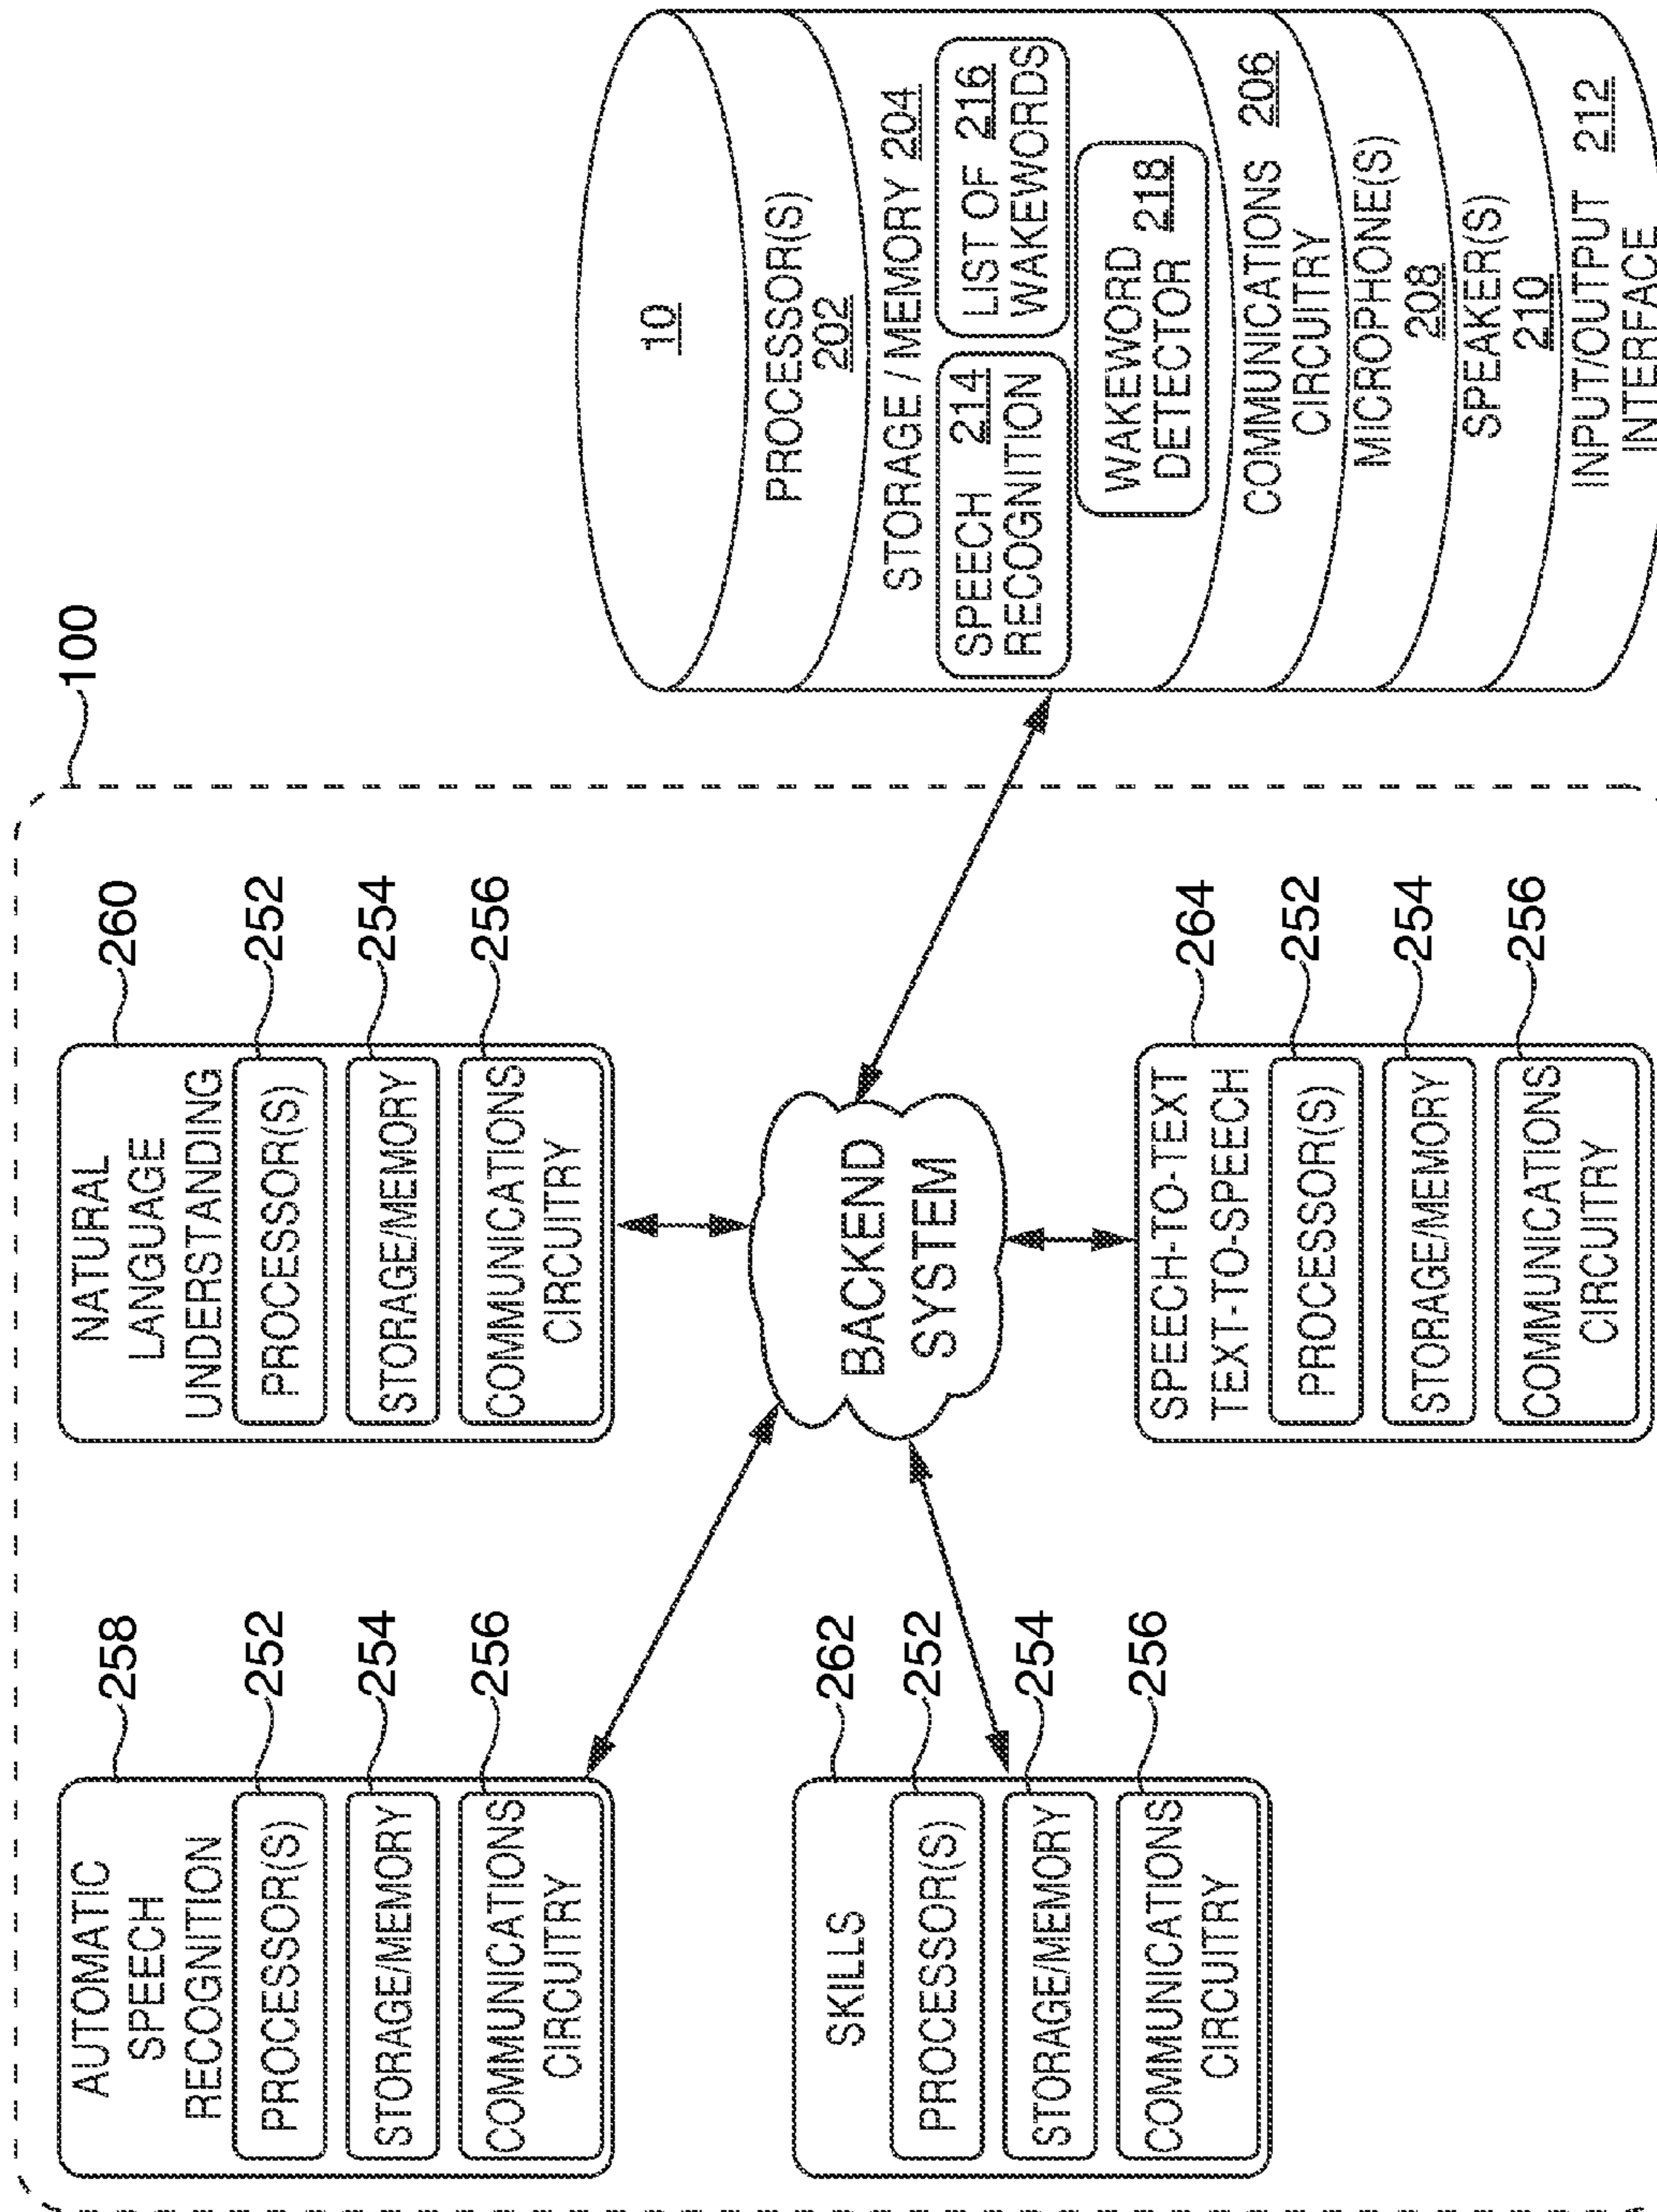 100
258
AUTOMATIC
SPEECH
RECOGNITION
PROCESSOR(S)
252
STORAGE/MEMORY
254
COMMUNICATIONS
CIRCUITRY
256
260
NATURAL
LANGUAGE
UNDERSTANDING
PROCESSOR(S)
252
STORAGE/MEMORY
254
COMMUNICATIONS
CIRCUITRY
256
BACKEND
SYSTEM
262
SKILLS
PROCESSOR(S)
252
STORAGE/MEMORY
254
COMMUNICATIONS
CIRCUITRY
256
264
SPEECH-TO-TEXT
TEXT-TO-SPEECH
PROCESSOR(S)
252
STORAGE/MEMORY
254
COMMUNICATIONS
CIRCUITRY
256
10
PROCESSOR(S)
202
STORAGE / MEMORY 204
SPEECH 214
RECOGNITION
LIST OF 216
WAKEWORDS
WAKEWORD
DETECTOR 218
COMMUNICATIONS 206
CIRCUITRY
MICROPHONE(S)
208
SPEAKER(S)
210
INPUT/OUTPUT 212
INTERFACE